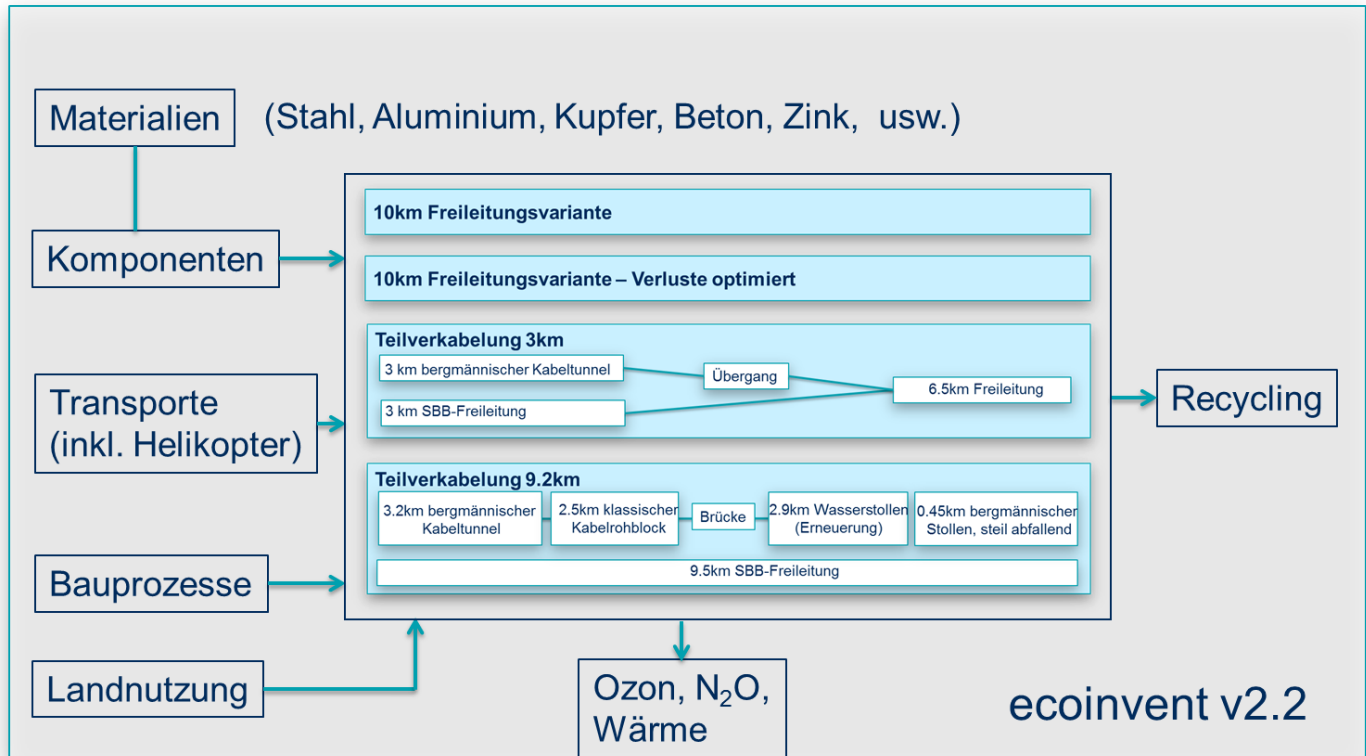 Materialien
(Stahl, Aluminium, Kupfer, Beton, Zink, usw.)
10km Freileitungsvariante
Komponenten
10km Freileitungsvariante – Verluste optimiert
Teilverkabelung 3km
3 km bergmännischer Kabeltunnel
Übergang
6.5km Freileitung
3 km SBB-Freileitung
Transporte
(inkl. Helikopter)
Recycling
Teilverkabelung 9.2km
3.2km bergmännischer
Kabeltunnel
2.5km klassischer
Kabelrohblock
Brücke
2.9km Wasserstollen
(Erneuerung)
0.45km bergmännischer
Stollen, steil abfallend
9.5km SBB-Freileitung
Bauprozesse
Landnutzung
Ozon, N₂O,
Wärme
ecoinvent v2.2